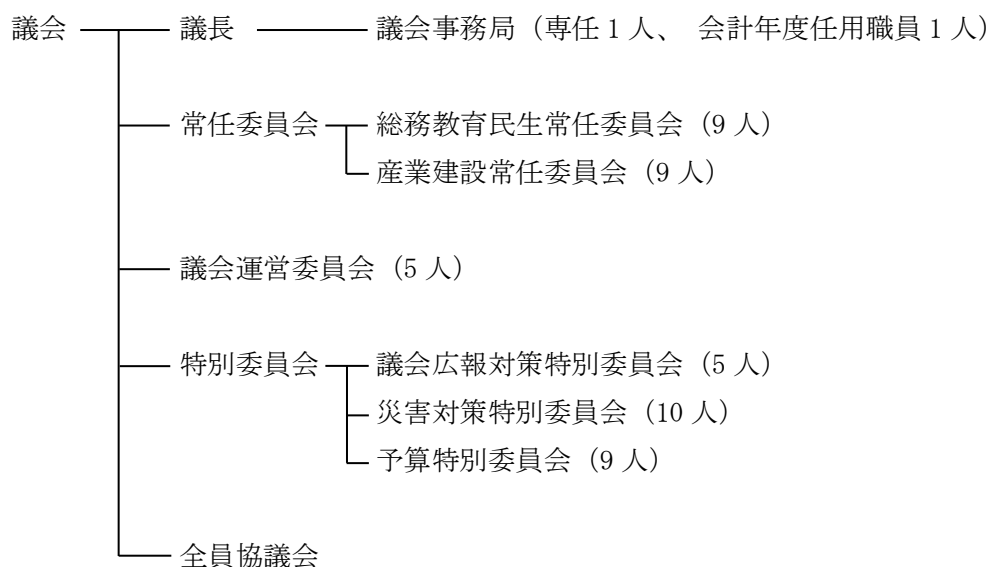 議会 議長 議会事務局（専任1人、 会計年度任用職員1人）
常任委員会 総務教育民生常任委員会（9人）
産業建設常任委員会（9人）
議会運営委員会（5人）
特別委員会 議会広報対策特別委員会（5人）
災害対策特別委員会（10人）
予算特別委員会（9人）
全員協議会